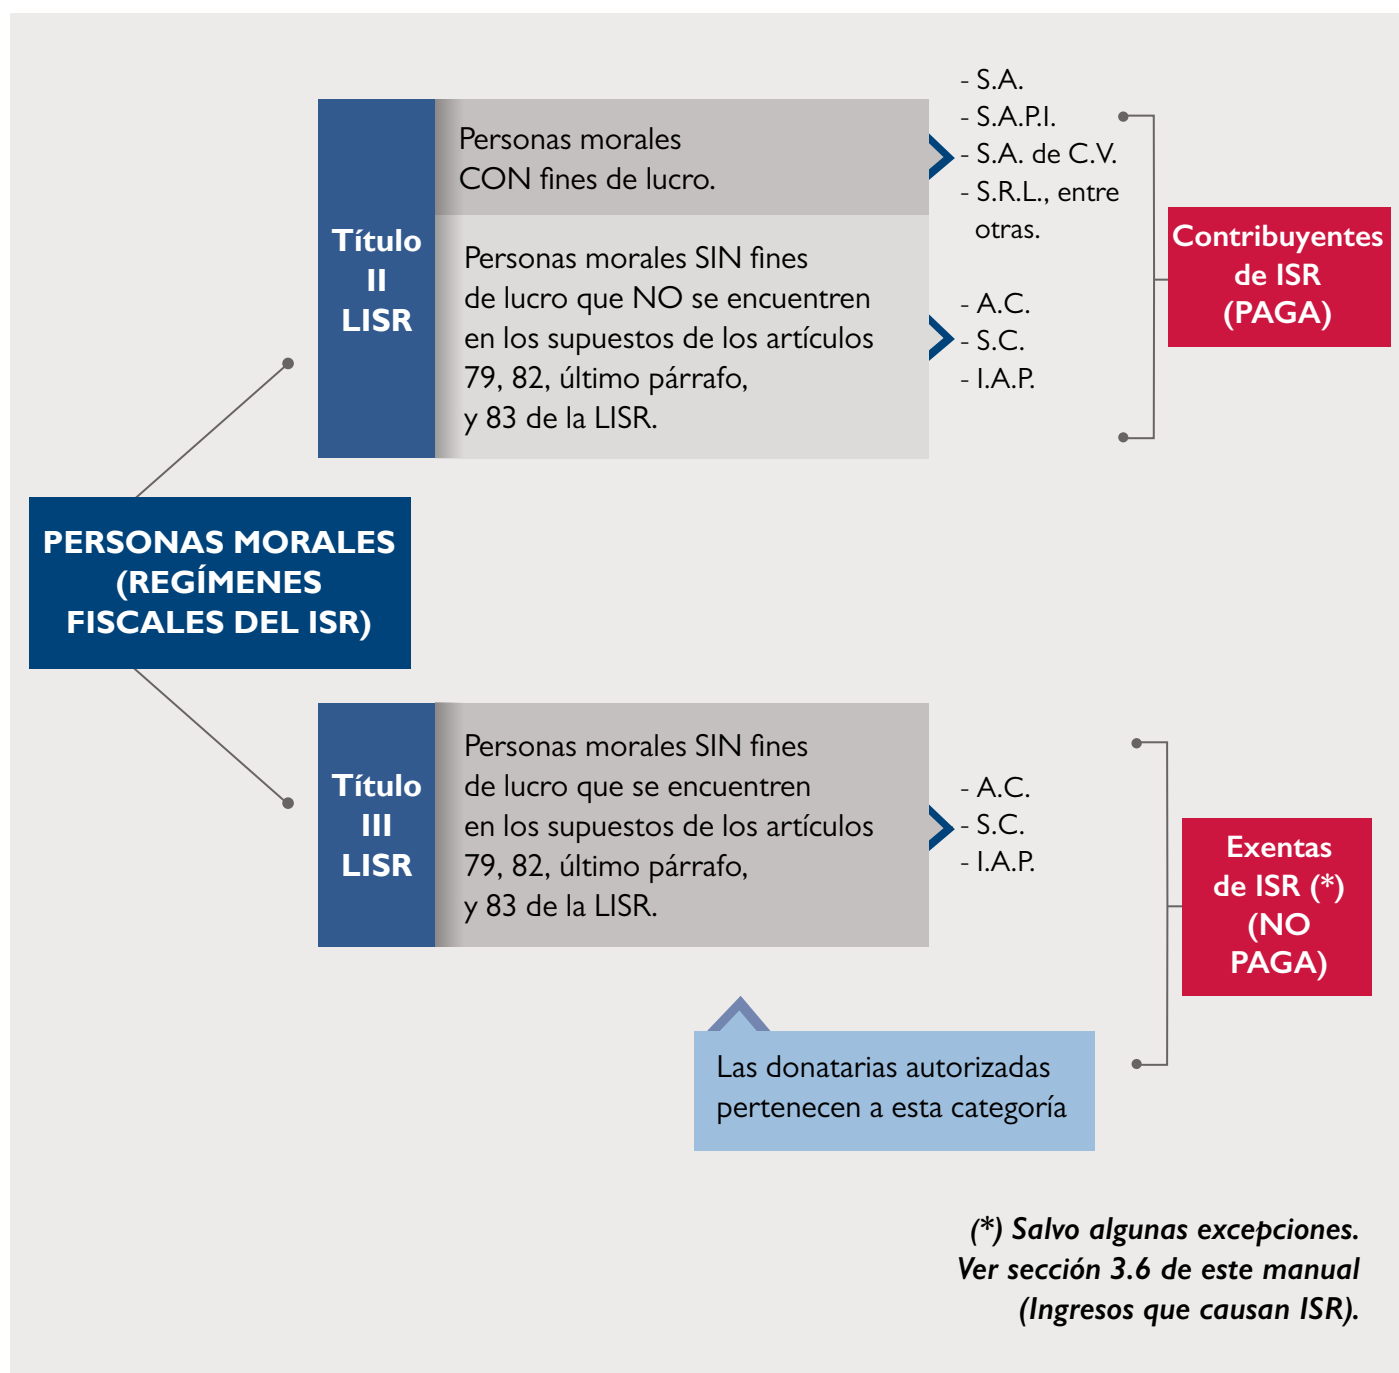 PERSONAS MORALES
(REGÍMENES
FISCALES DEL ISR)
Título
II
LISR
Personas morales
CON fines de lucro.
- S.A.
- S.A.P.I.
- S.A. de C.V.
- S.R.L., entre
otras.
Personas morales SIN fines
de lucro que NO se encuentren
en los supuestos de los artículos
79, 82, último párrafo,
y 83 de la LISR.
- A.C.
- S.C.
- I.A.P.
Contribuyentes
de ISR
(PAGA)
Título
III
LISR
Personas morales SIN fines
de lucro que se encuentren
en los supuestos de los artículos
79, 82, último párrafo,
y 83 de la LISR.
- A.C.
- S.C.
- I.A.P.
Exentas
de ISR (*)
(NO
PAGA)
Las donatarias autorizadas
pertenecen a esta categoría
(*) Salvo algunas excepciones.
Ver sección 3.6 de este manual
(Ingresos que causan ISR).